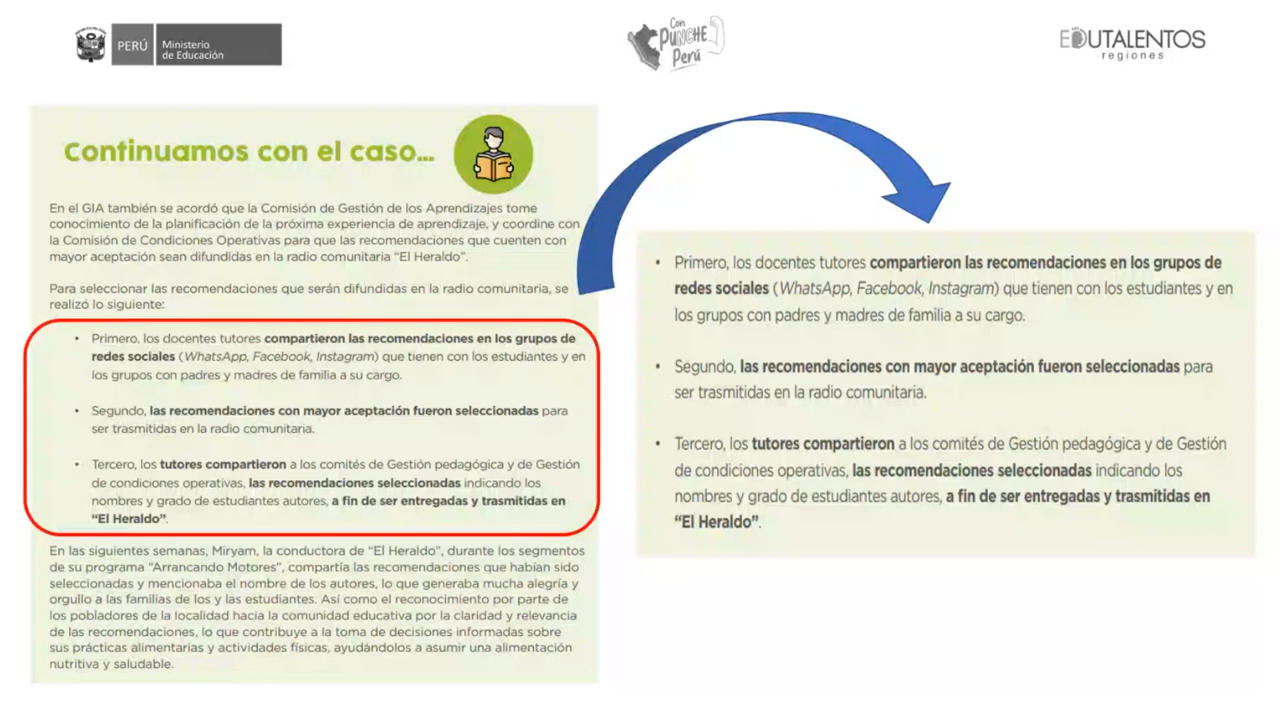 PERÚ
Ministerio
de Educación
Con
PUNCHE
Perú
EDUTALENTOS
regiones
Continuamos con el caso...
En el GIA también se acordó que la Comisión de Gestión de los Aprendizajes tome
conocimiento de la planificación de la próxima experiencia de aprendizaje, y coordine con
la Comisión de Condiciones Operativas para que las recomendaciones que cuenten con
mayor aceptación sean difundidas en la radio comunitaria “El Heraldo”.
Para seleccionar las recomendaciones que serán difundidas en la radio comunitaria, se
realizó lo siguiente:
• Primero, los docentes tutores compartieron las recomendaciones en los grupos de
redes sociales (WhatsApp, Facebook, Instagram) que tienen con los estudiantes y en
los grupos con padres y madres de familia a su cargo.
• Segundo, las recomendaciones con mayor aceptación fueron seleccionadas para
ser trasmitidas en la radio comunitaria.
• Tercero, los tutores compartieron a los comités de Gestión pedagógica y de Gestión
de condiciones operativas, las recomendaciones seleccionadas indicando los
nombres y grado de estudiantes autores, a fin de ser entregadas y trasmitidas en
“El Heraldo”.
En las siguientes semanas, Miryam, la conductora de “El Heraldo”, durante los segmentos
de su programa “Arrancando Motores”, compartía las recomendaciones que habían sido
seleccionadas y mencionaba el nombre de los autores, lo que generaba mucha alegría y
orgullo a las familias de los y las estudiantes. Así como el reconocimiento por parte de
los pobladores de la localidad hacia la comunidad educativa por la claridad y relevancia
de las recomendaciones, lo que contribuye a la toma de decisiones informadas sobre
sus prácticas alimentarias y actividades físicas, ayudándolos a asumir una alimentación
nutritiva y saludable.
• Primero, los docentes tutores compartieron las recomendaciones en los grupos de
redes sociales (WhatsApp, Facebook, Instagram) que tienen con los estudiantes y en
los grupos con padres y madres de familia a su cargo.
• Segundo, las recomendaciones con mayor aceptación fueron seleccionadas para
ser trasmitidas en la radio comunitaria.
• Tercero, los tutores compartieron a los comités de Gestión pedagógica y de Gestión
de condiciones operativas, las recomendaciones seleccionadas indicando los
nombres y grado de estudiantes autores, a fin de ser entregadas y trasmitidas en
“El Heraldo”.